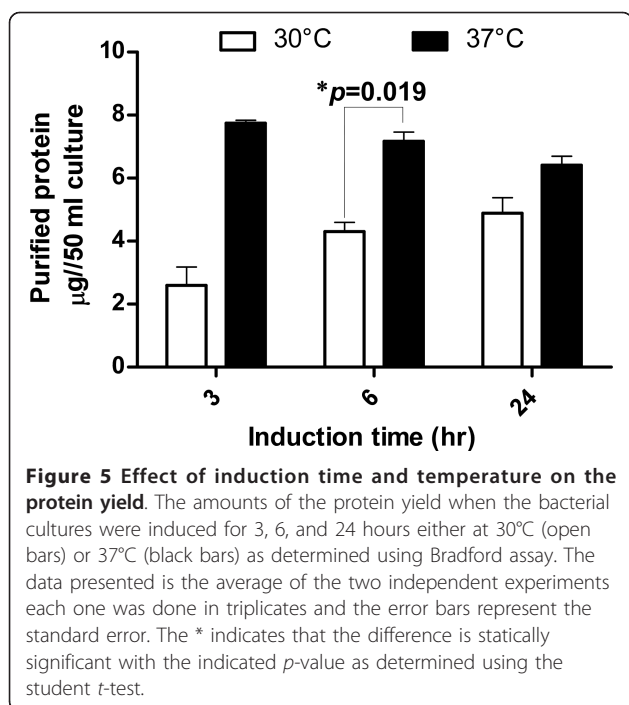 30°C 37°C
10
*p=0.019
8
6
4
2
0
Purified protein
µg//50 ml culture
3 6 24
Induction time (hr)
Figure 5 Effect of induction time and temperature on the
protein yield. The amounts of the protein yield when the bacterial
cultures were induced for 3, 6, and 24 hours either at 30°C (open
bars) or 37°C (black bars) as determined using Bradford assay. The
data presented is the average of the two independent experiments
each one was done in triplicates and the error bars represent the
standard error. The * indicates that the difference is statically
significant with the indicated p-value as determined using the
student t-test.